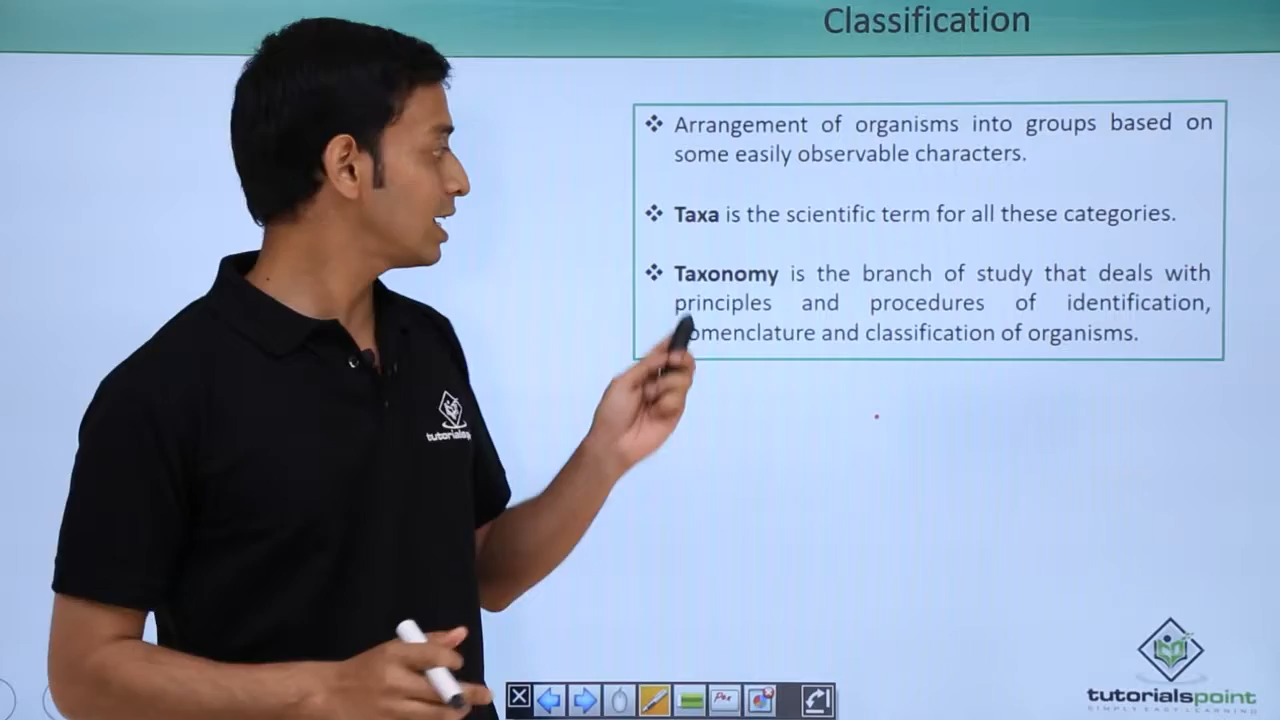 Classification
❖ Arrangement of organisms into groups based on
some easily observable characters.
❖ Taxa is the scientific term for all these categories.
❖ Taxonomy is the branch of study that deals with
principles and procedures of identification,
omenclature and classification of organisms.
tutorialsp
Pen
tutorialspoint
SIMPLY EASY LEARNING